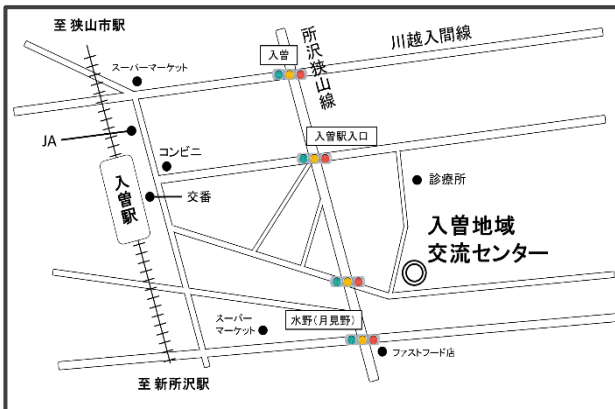 至 狭山市駅
スーパーマーケット
入曽
所沢狭山線
川越入間線
JA
コンビニ
入曽駅入口
入曽駅
交番
診療所
入曽地域
交流センター
スーパー
マーケット
水野(月見野)
ファストフード店
至 新所沢駅